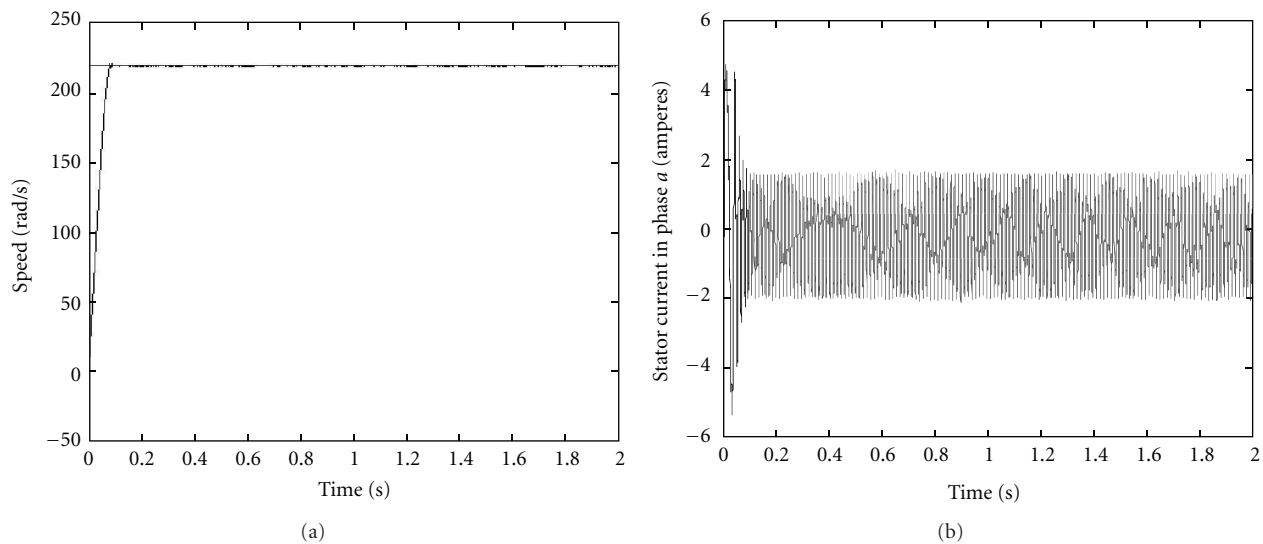 250
200
150
100
50
0
−50
Speed (rad/s)
0 0.2 0.4 0.6 0.8 1 1.2 1.4 1.6 1.8 2
Time (s)
(a)
6
4
2
0
−2
−4
−6
Stator current in phase a (amperes)
0 0.2 0.4 0.6 0.8 1 1.2 1.4 1.6 1.8 2
Time (s)
(b)